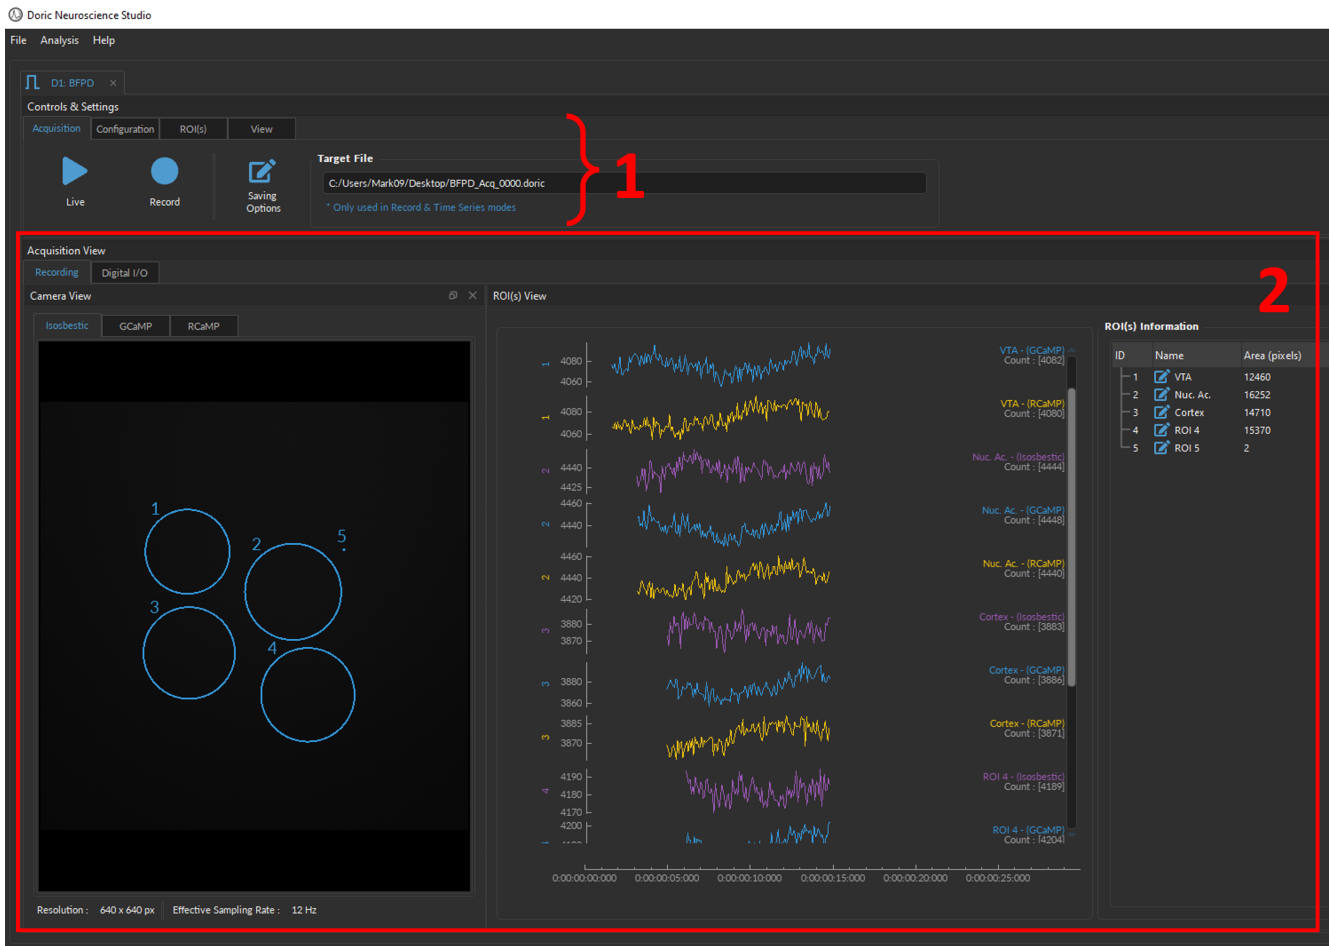 Doric Neuroscience Studio
File Analysis Help
D1: BFPD ×
Controls & Settings
Acquisition Configuration ROI(s) View
Live
Record
Saving
Options
Target File
C:/Users/Mark09/Desktop/BFPD_Acq_0000.doric
* Only used in Record & Time Series modes
1
Acquisition View
Recording Digital I/O
2
Camera View
Isosbestic GCaMP RCaMP
1
2
5
3
4
Resolution : 640 x 640 px Effective Sampling Rate : 12 Hz
ROI(s) View
1 4080 4060 VTA - (GCaMP)
Count : [4082]
1 4080 4060 VTA - (RCaMP)
Count : [4080]
2 4440 4425 Nuc. Ac. - (Isosbestic)
Count : [4444]
2 4460 4440 Nuc. Ac. - (GCaMP)
Count : [4448]
2 4460 4440 4420 Nuc. Ac. - (RCaMP)
Count : [4440]
3 3880 3870 Cortex - (Isosbestic)
Count : [3883]
3 3880 3860 Cortex - (GCaMP)
Count : [3886]
3 3885 3870 Cortex - (RCaMP)
Count : [3871]
4 4190 4180 4170 ROI 4 - (Isosbestic)
Count : [4189]
4200 ROI 4 - (GCaMP)
Count : [4204]
0:00:00:00:000 0:00:00:05:000 0:00:00:10:000 0:00:00:15:000 0:00:00:20:000 0:00:00:25:000
ROI(s) Information
ID Name Area (pixels)
1 VTA 12460
2 Nuc. Ac. 16252
3 Cortex 14710
4 ROI 4 15370
5 ROI 5 2